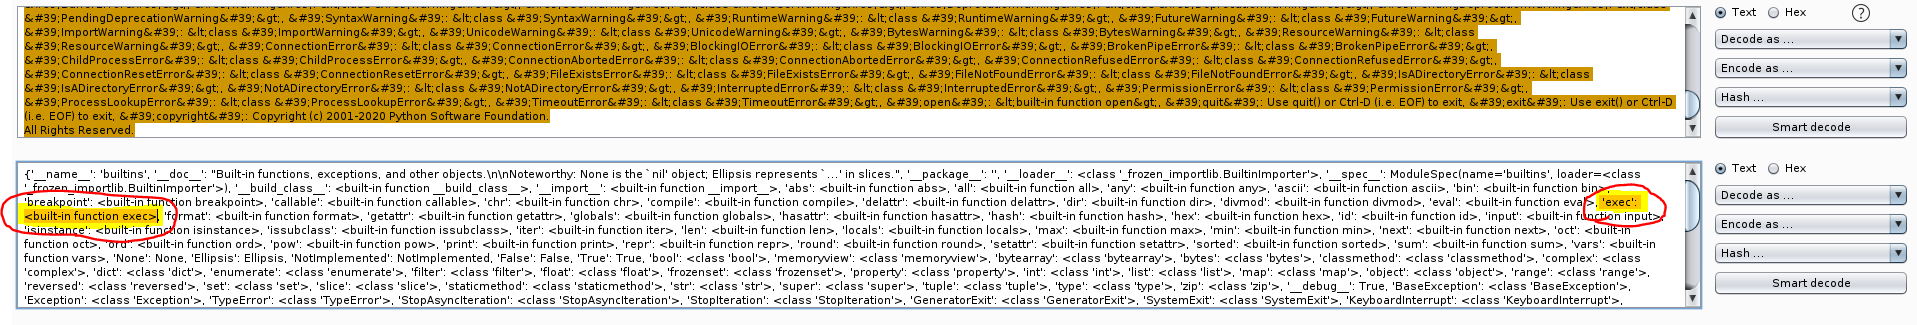 &#39;PendingDeprecationWarning&#39;&gt;, &#39;SyntaxWarning&#39;: &lt;class &#39;SyntaxWarning&#39;&gt;, &#39;RuntimeWarning&#39;: &lt;class &#39;RuntimeWarning&#39;&gt;, &#39;FutureWarning&#39;: &lt;class &#39;FutureWarning&#39;&gt;,
&#39;ImportWarning&#39;: &lt;class &#39;ImportWarning&#39;&gt;, &#39;UnicodeWarning&#39;: &lt;class &#39;UnicodeWarning&#39;&gt;, &#39;BytesWarning&#39;: &lt;class &#39;BytesWarning&#39;&gt;, &#39;ResourceWarning&#39;: &lt;class
&#39;ResourceWarning&#39;&gt;, &#39;ConnectionError&#39;: &lt;class &#39;ConnectionError&#39;&gt;, &#39;BlockingIOError&#39;: &lt;class &#39;BlockingIOError&#39;&gt;, &#39;BrokenPipeError&#39;: &lt;class &#39;BrokenPipeError&#39;&gt;,
&#39;ChildProcessError&#39;: &lt;class &#39;ChildProcessError&#39;&gt;, &#39;ConnectionAbortedError&#39;: &lt;class &#39;ConnectionAbortedError&#39;&gt;, &#39;ConnectionRefusedError&#39;: &lt;class &#39;ConnectionRefusedError&#39;&gt;,
&#39;ConnectionResetError&#39;: &lt;class &#39;ConnectionResetError&#39;&gt;, &#39;FileExistsError&#39;: &lt;class &#39;FileExistsError&#39;&gt;, &#39;FileNotFoundError&#39;: &lt;class &#39;FileNotFoundError&#39;&gt;, &#39;IsADirectoryError&#39;: &lt;class
&#39;IsADirectoryError&#39;&gt;, &#39;NotADirectoryError&#39;: &lt;class &#39;NotADirectoryError&#39;&gt;, &#39;InterruptedError&#39;: &lt;class &#39;InterruptedError&#39;&gt;, &#39;PermissionError&#39;: &lt;class &#39;PermissionError&#39;&gt;,
&#39;ProcessLookupError&#39;: &lt;class &#39;ProcessLookupError&#39;&gt;, &#39;TimeoutError&#39;: &lt;class &#39;TimeoutError&#39;&gt;, &#39;open&#39;: &lt;built-in function open&gt;, &#39;quit&#39;: Use quit() or Ctrl-D (i.e. EOF) to exit, &#39;exit&#39;: Use exit() or Ctrl-D
(i.e. EOF) to exit, &#39;copyright&#39;: Copyright (c) 2001-2020 Python Software Foundation.
All Rights Reserved.
Text Hex ?
Decode as ...
Encode as ...
Hash ...
Smart decode
{'__name__': 'builtins', '__doc__': "Built-in functions, exceptions, and other objects.\n\nNoteworthy: None is the `nil' object; Ellipsis represents `...' in slices.", '__package__': '', '__loader__': <class '_frozen_importlib.BuiltinImporter'>, '__spec__': ModuleSpec(name='builtins', loader=<class
'_frozen_importlib.BuiltinImporter'>), '__build_class__': <built-in function __build_class__>, '__import__': <built-in function __import__>, 'abs': <built-in function abs>, 'all': <built-in function all>, 'any': <built-in function any>, 'ascii': <built-in function ascii>, 'bin': <built-in function bin>,
'breakpoint': <built-in function breakpoint>, 'callable': <built-in function callable>, 'chr': <built-in function chr>, 'compile': <built-in function compile>, 'delattr': <built-in function delattr>, 'dir': <built-in function dir>, 'divmod': <built-in function divmod>, 'eval': <built-in function eval>, 'exec':
<built-in function exec>, 'format': <built-in function format>, 'getattr': <built-in function getattr>, 'globals': <built-in function globals>, 'hasattr': <built-in function hasattr>, 'hash': <built-in function hash>, 'hex': <built-in function hex>, 'id': <built-in function id>, 'input': <built-in function input>,
'isinstance': <built-in function isinstance>, 'issubclass': <built-in function issubclass>, 'iter': <built-in function iter>, 'len': <built-in function len>, 'locals': <built-in function locals>, 'max': <built-in function max>, 'min': <built-in function min>, 'next': <built-in function next>, 'oct': <built-in
function oct>, 'ord': <built-in function ord>, 'pow': <built-in function pow>, 'print': <built-in function print>, 'repr': <built-in function repr>, 'round': <built-in function round>, 'setattr': <built-in function setattr>, 'sorted': <built-in function sorted>, 'sum': <built-in function sum>, 'vars': <built-in
function vars>, 'None': None, 'Ellipsis': Ellipsis, 'NotImplemented': NotImplemented, 'False': False, 'True': True, 'bool': <class 'bool'>, 'memoryview': <class 'memoryview'>, 'bytearray': <class 'bytearray'>, 'bytes': <class 'bytes'>, 'classmethod': <class 'classmethod'>, 'complex': <class
'complex'>, 'dict': <class 'dict'>, 'enumerate': <class 'enumerate'>, 'filter': <class 'filter'>, 'float': <class 'float'>, 'frozenset': <class 'frozenset'>, 'property': <class 'property'>, 'int': <class 'int'>, 'list': <class 'list'>, 'map': <class 'map'>, 'object': <class 'object'>, 'range': <class 'range'>,
'reversed': <class 'reversed'>, 'set': <class 'set'>, 'slice': <class 'slice'>, 'staticmethod': <class 'staticmethod'>, 'str': <class 'str'>, 'super': <class 'super'>, 'tuple': <class 'tuple'>, 'type': <class 'type'>, 'zip': <class 'zip'>, '__debug__': True, 'BaseException': <class 'BaseException'>,
'Exception': <class 'Exception'>, 'TypeError': <class 'TypeError'>, 'StopAsyncIteration': <class 'StopAsyncIteration'>, 'StopIteration': <class 'StopIteration'>, 'GeneratorExit': <class 'GeneratorExit'>, 'SystemExit': <class 'SystemExit'>, 'KeyboardInterrupt': <class 'KeyboardInterrupt'>,
Text Hex
Decode as ...
Encode as ...
Hash ...
Smart decode